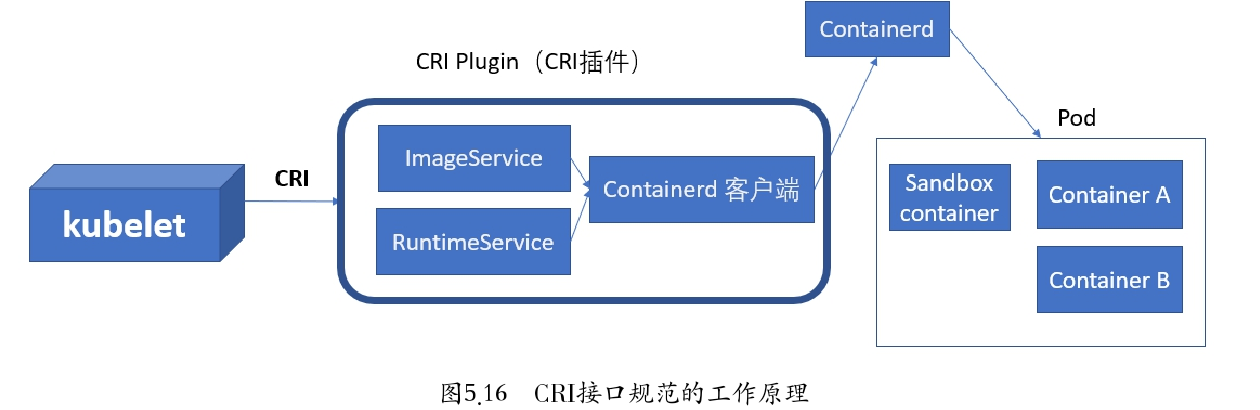 Containerd
CRI Plugin（CRI插件）
Pod
ImageService
CRI
Containerd 客户端
Sandbox
container
Container A
kubelet
RuntimeService
Container B
图5.16 CRI接口规范的工作原理